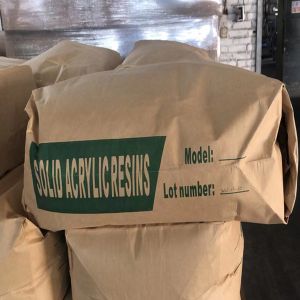 SOLID ACRYLIC RESINS
Model:
Lot number: